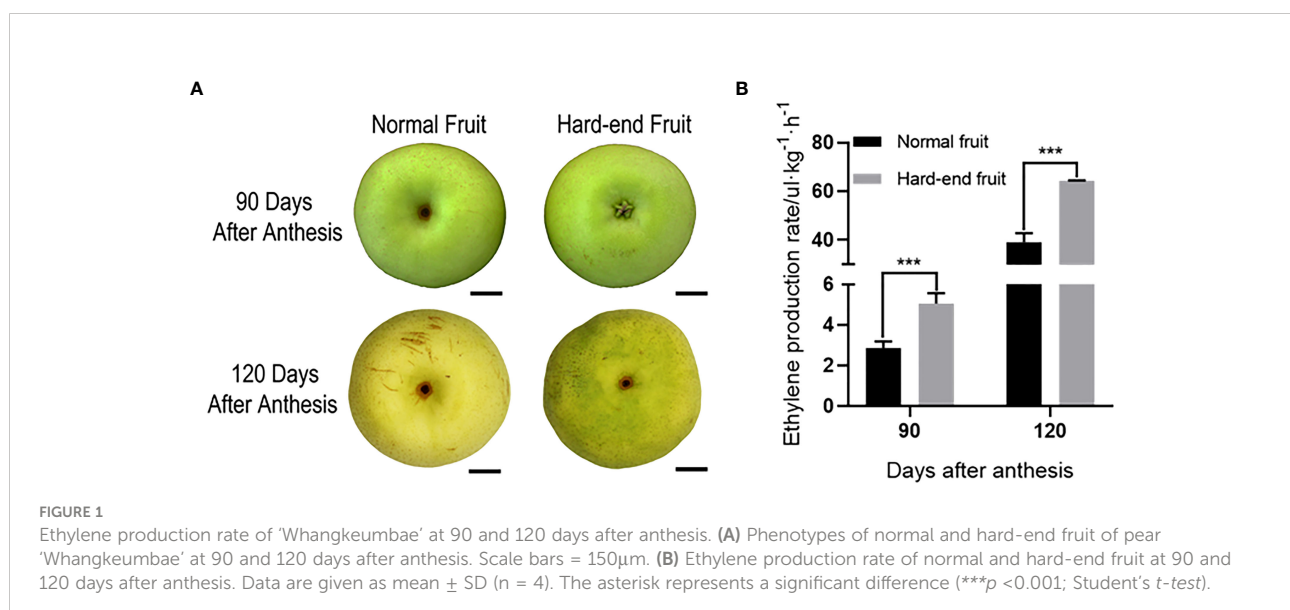 A
Normal Fruit
Hard-end Fruit
90 Days
After Anthesis
120 Days
After Anthesis
B
Ethylene production rate/ul·kg⁻¹·h⁻¹
80
60
40
20
6
4
2
0
Normal fruit
Hard-end fruit
***
***
90
120
Days after anthesis
FIGURE 1
Ethylene production rate of ‘Whangkeumbae’ at 90 and 120 days after anthesis. (A) Phenotypes of normal and hard-end fruit of pear
‘Whangkeumbae’ at 90 and 120 days after anthesis. Scale bars = 150μm. (B) Ethylene production rate of normal and hard-end fruit at 90 and
120 days after anthesis. Data are given as mean ± SD (n = 4). The asterisk represents a significant difference (***p <0.001; Student’s t-test).